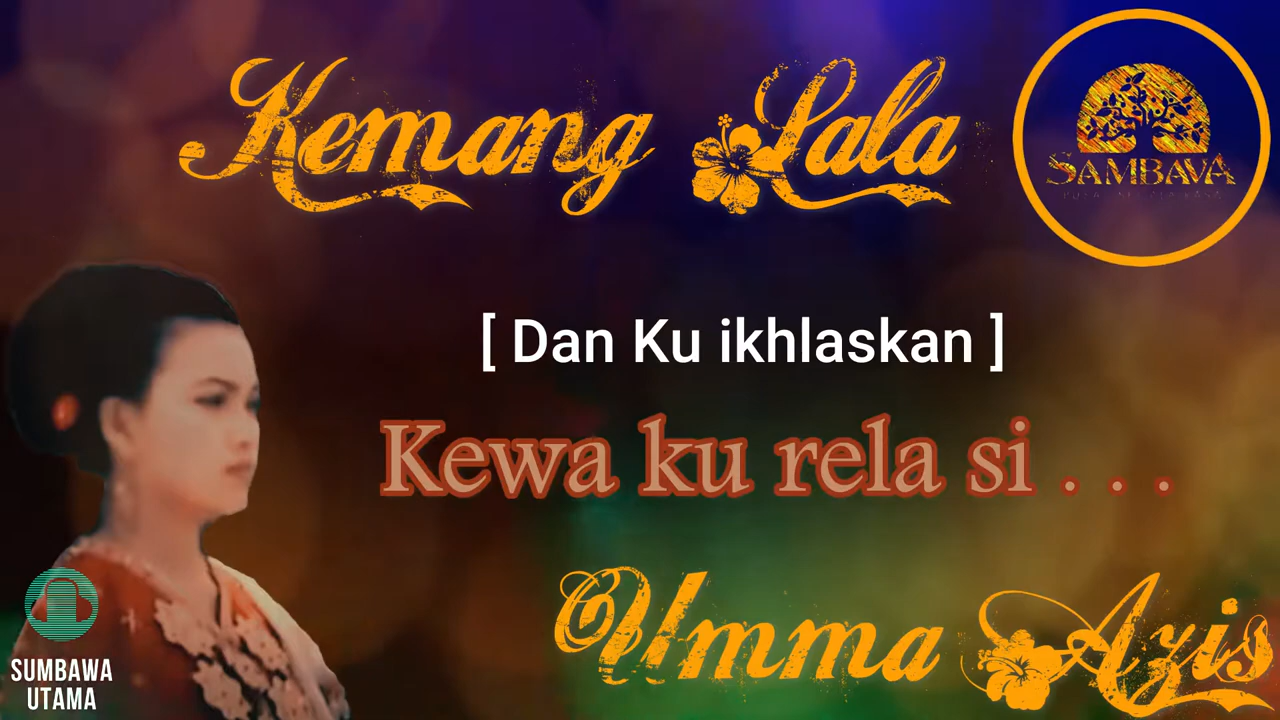 Kemang Lala
SAMBAVA
[ Dan Ku ikhlaskan ]
Kewa ku rela si . . .
Umma Azis
SUMBAWA
UTAMA